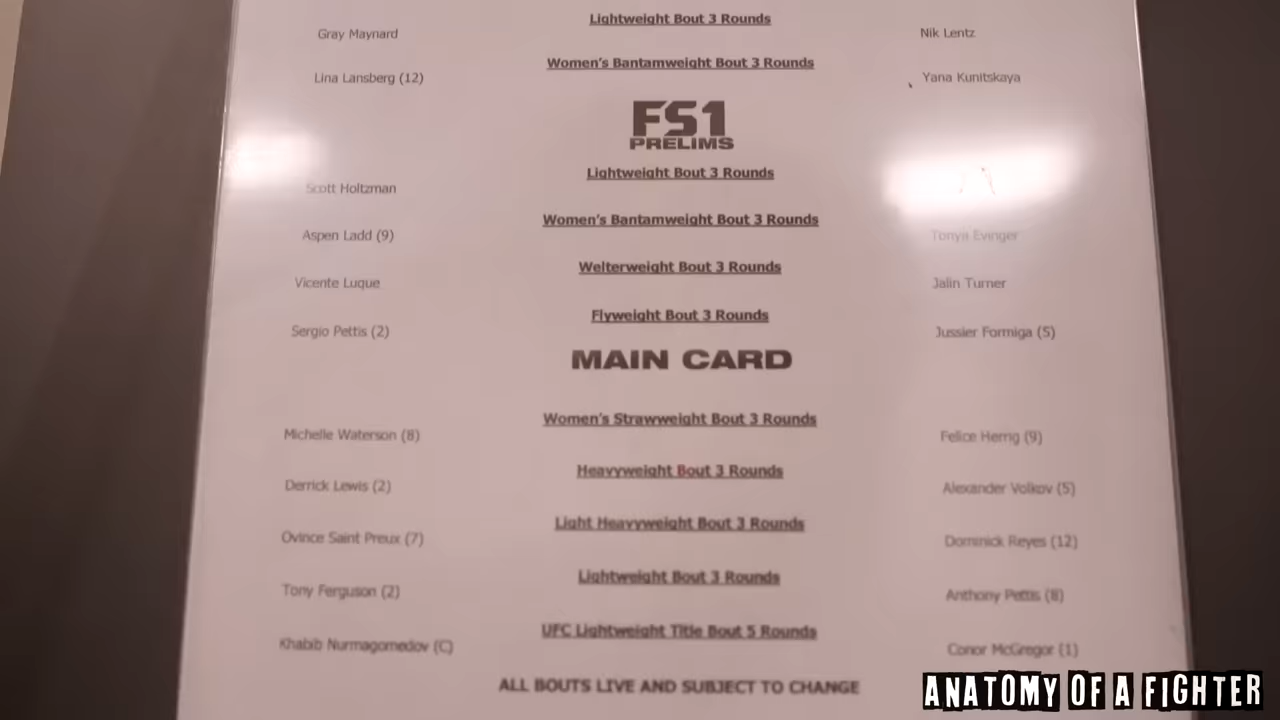 Lightweight Bout 3 Rounds
Gray Maynard Nik Lentz
Women's Bantamweight Bout 3 Rounds
Lina Lansberg (12) Yana Kunitskaya
FS1
PRELIMS
Lightweight Bout 3 Rounds
Scott Holtzman
Women's Bantamweight Bout 3 Rounds
Aspen Ladd (9) Tonya Evinger
Welterweight Bout 3 Rounds
Vicente Luque Jalin Turner
Flyweight Bout 3 Rounds
Sergio Pettis (2) Jussier Formiga (5)
MAIN CARD
Women's Strawweight Bout 3 Rounds
Michelle Waterson (8) Felice Herrig (9)
Heavyweight Bout 3 Rounds
Derrick Lewis (2) Alexander Volkov (5)
Light Heavyweight Bout 3 Rounds
Ovince Saint Preux (7) Dominick Reyes (12)
Lightweight Bout 3 Rounds
Tony Ferguson (2) Anthony Pettis (8)
UFC Lightweight Title Bout 5 Rounds
Khabib Nurmagomedov (C) Conor McGregor (1)
ALL BOUTS LIVE AND SUBJECT TO CHANGE
ANATOMY OF A FIGHTER